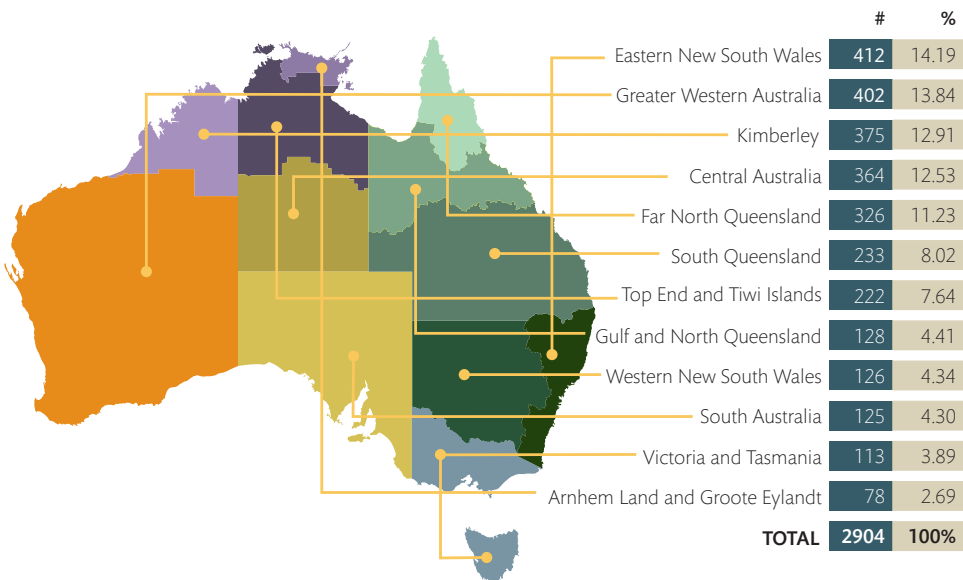 # %
Eastern New South Wales 412 14.19
Greater Western Australia 402 13.84
Kimberley 375 12.91
Central Australia 364 12.53
Far North Queensland 326 11.23
South Queensland 233 8.02
Top End and Tiwi Islands 222 7.64
Gulf and North Queensland 128 4.41
Western New South Wales 126 4.34
South Australia 125 4.30
Victoria and Tasmania 113 3.89
Arnhem Land and Groote Eylandt 78 2.69
TOTAL 2904 100%